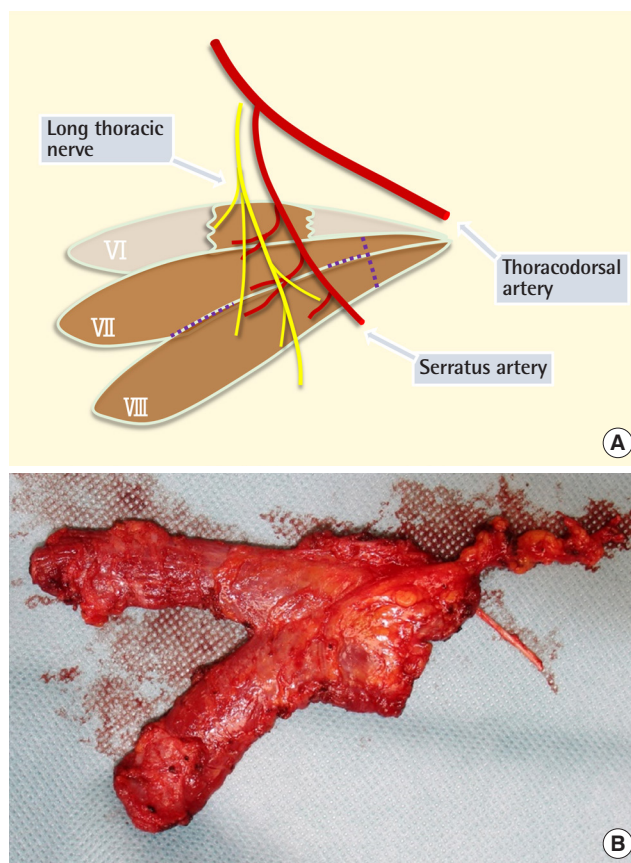 Long thoracic
nerve
VI
Thoracodorsal
artery
VII
Serratus artery
VIII
A
B